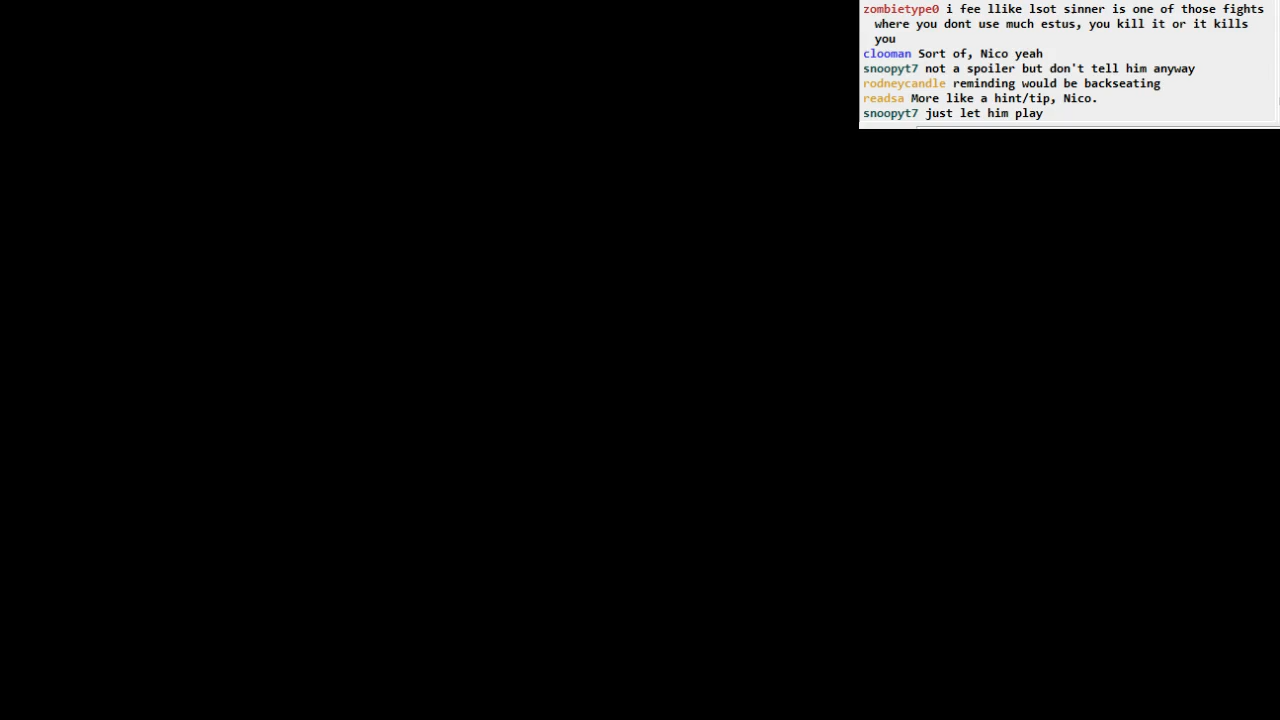 zombietype0 i fee llike lsot sinner is one of those fights
where you dont use much estus, you kill it or it kills
you
clooman Sort of, Nico yeah
snoopyt7 not a spoiler but don't tell him anyway
rodneycandle reminding would be backseating
readsa More like a hint/tip, Nico.
snoopyt7 just let him play